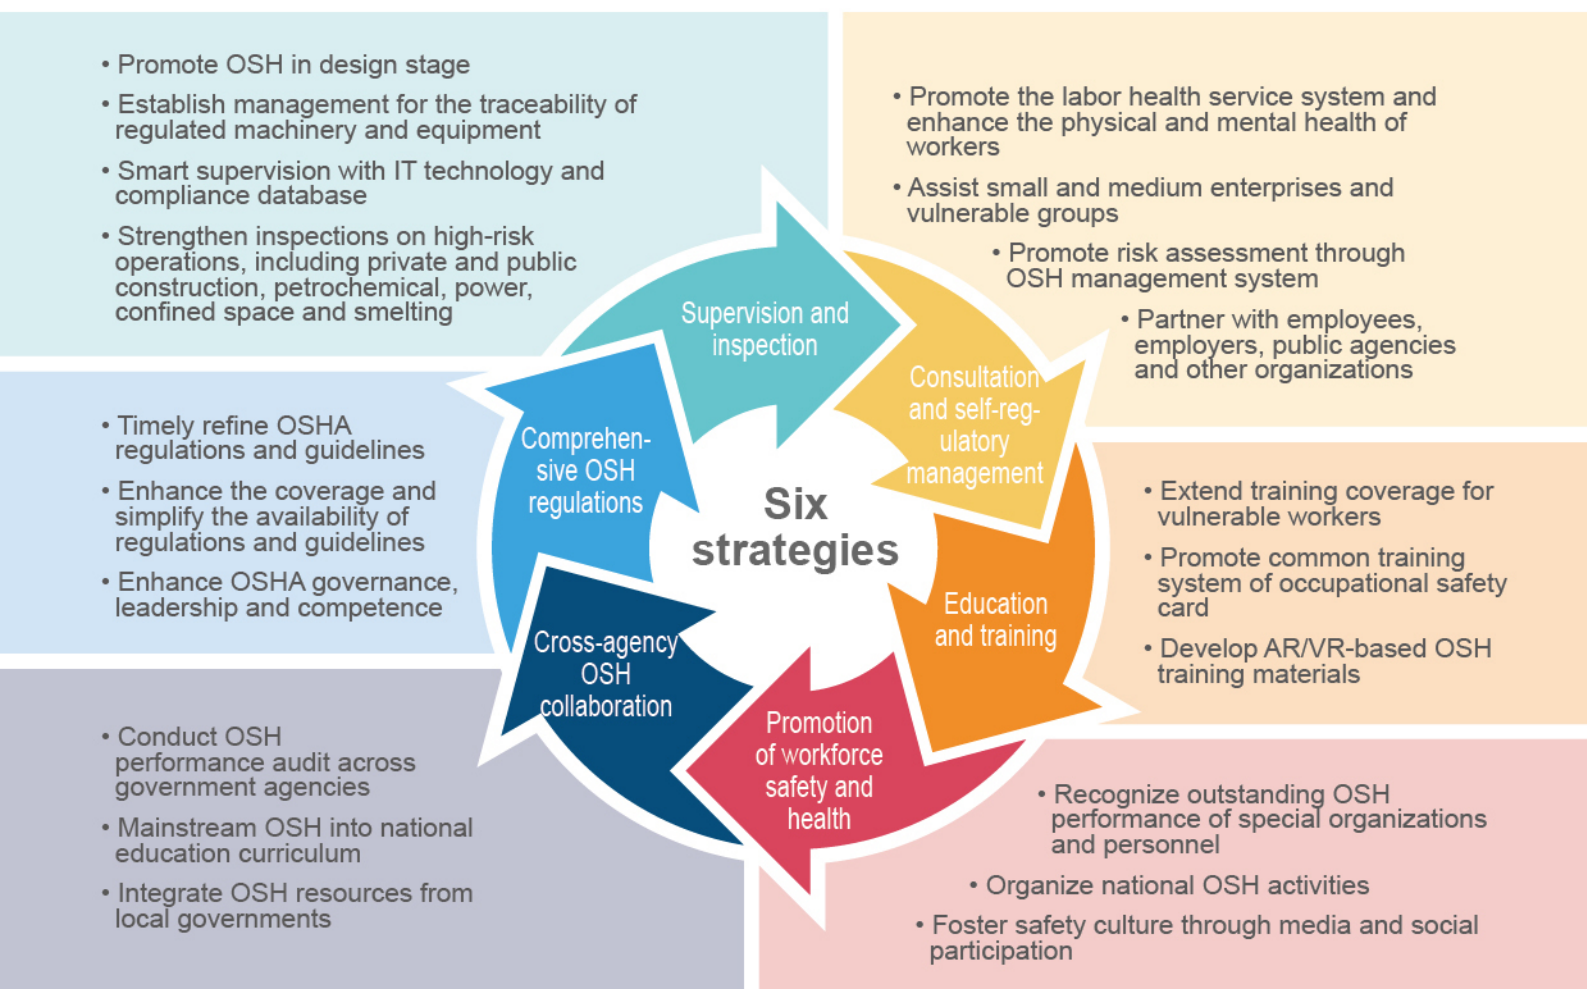 • Promote OSH in design stage
• Establish management for the traceability of
regulated machinery and equipment
• Smart supervision with IT technology and
compliance database
• Strengthen inspections on high-risk
operations, including private and public
construction, petrochemical, power,
confined space and smelting
• Promote the labor health service system and
enhance the physical and mental health of
workers
• Assist small and medium enterprises and
vulnerable groups
• Promote risk assessment through
OSH management system
• Partner with employees,
employers, public agencies
and other organizations
Supervision and
inspection
Consultation
and self-reg-
ulatory
management
Comprehen-
sive OSH
regulations
Six
strategies
Education
and training
Cross-agency
OSH
collaboration
Promotion
of workforce
safety and
health
• Timely refine OSHA
regulations and guidelines
• Enhance the coverage and
simplify the availability of
regulations and guidelines
• Enhance OSHA governance,
leadership and competence
• Extend training coverage for
vulnerable workers
• Promote common training
system of occupational safety
card
• Develop AR/VR-based OSH
training materials
• Conduct OSH
performance audit across
government agencies
• Mainstream OSH into national
education curriculum
• Integrate OSH resources from
local governments
• Recognize outstanding OSH
performance of special organizations
and personnel
• Organize national OSH activities
• Foster safety culture through media and social
participation